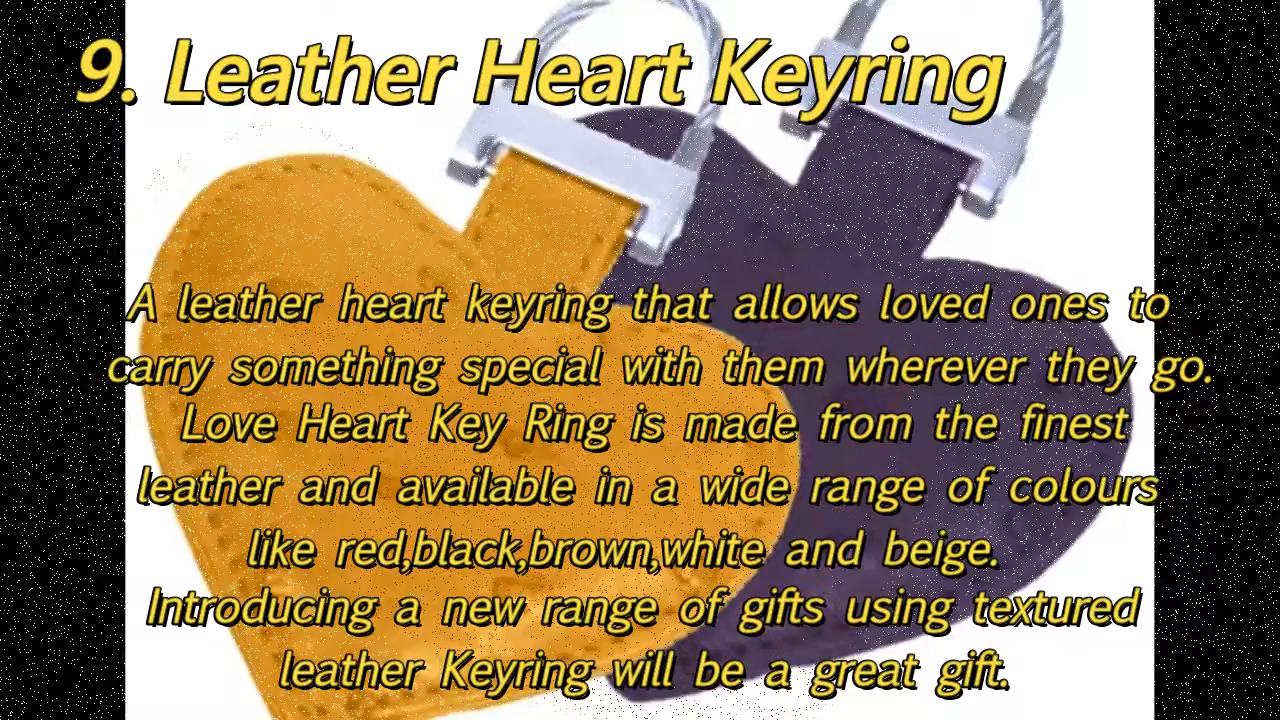 9. Leather Heart Keyring
A leather heart keyring that allows loved ones to
carry something special with them wherever they go.
Love Heart Key Ring is made from the finest
leather and available in a wide range of colours
like red,black,brown,white and beige.
Introducing a new range of gifts using textured
leather Keyring will be a great gift.